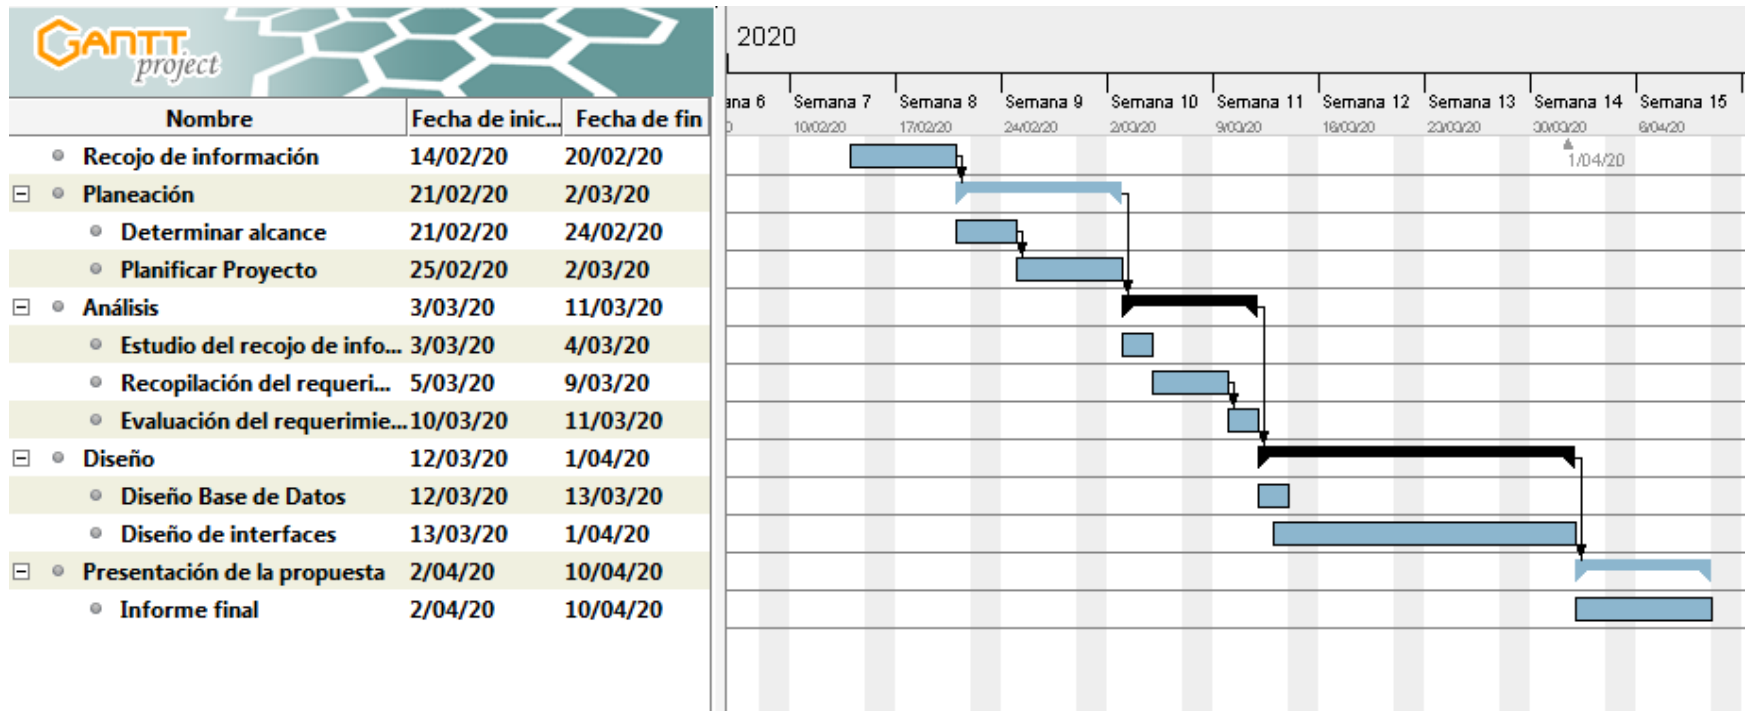 GANTT
project
2020
Nombre Fecha de inic... Fecha de fin
Semana 7 Semana 8 Semana 9 Semana 10 Semana 11 Semana 12 Semana 13 Semana 14 Semana 15
10/02/20 17/02/20 24/02/20 2/03/20 9/03/20 16/03/20 23/03/20 30/03/20 6/04/20
1/04/20
Recojo de información 14/02/20 20/02/20
Planeación 21/02/20 2/03/20
Determinar alcance 21/02/20 24/02/20
Planificar Proyecto 25/02/20 2/03/20
Análisis 3/03/20 11/03/20
Estudio del recojo de info... 3/03/20 4/03/20
Recopilación del requeri... 5/03/20 9/03/20
Evaluación del requerimie... 10/03/20 11/03/20
Diseño 12/03/20 1/04/20
Diseño Base de Datos 12/03/20 13/03/20
Diseño de interfaces 13/03/20 1/04/20
Presentación de la propuesta 2/04/20 10/04/20
Informe final 2/04/20 10/04/20